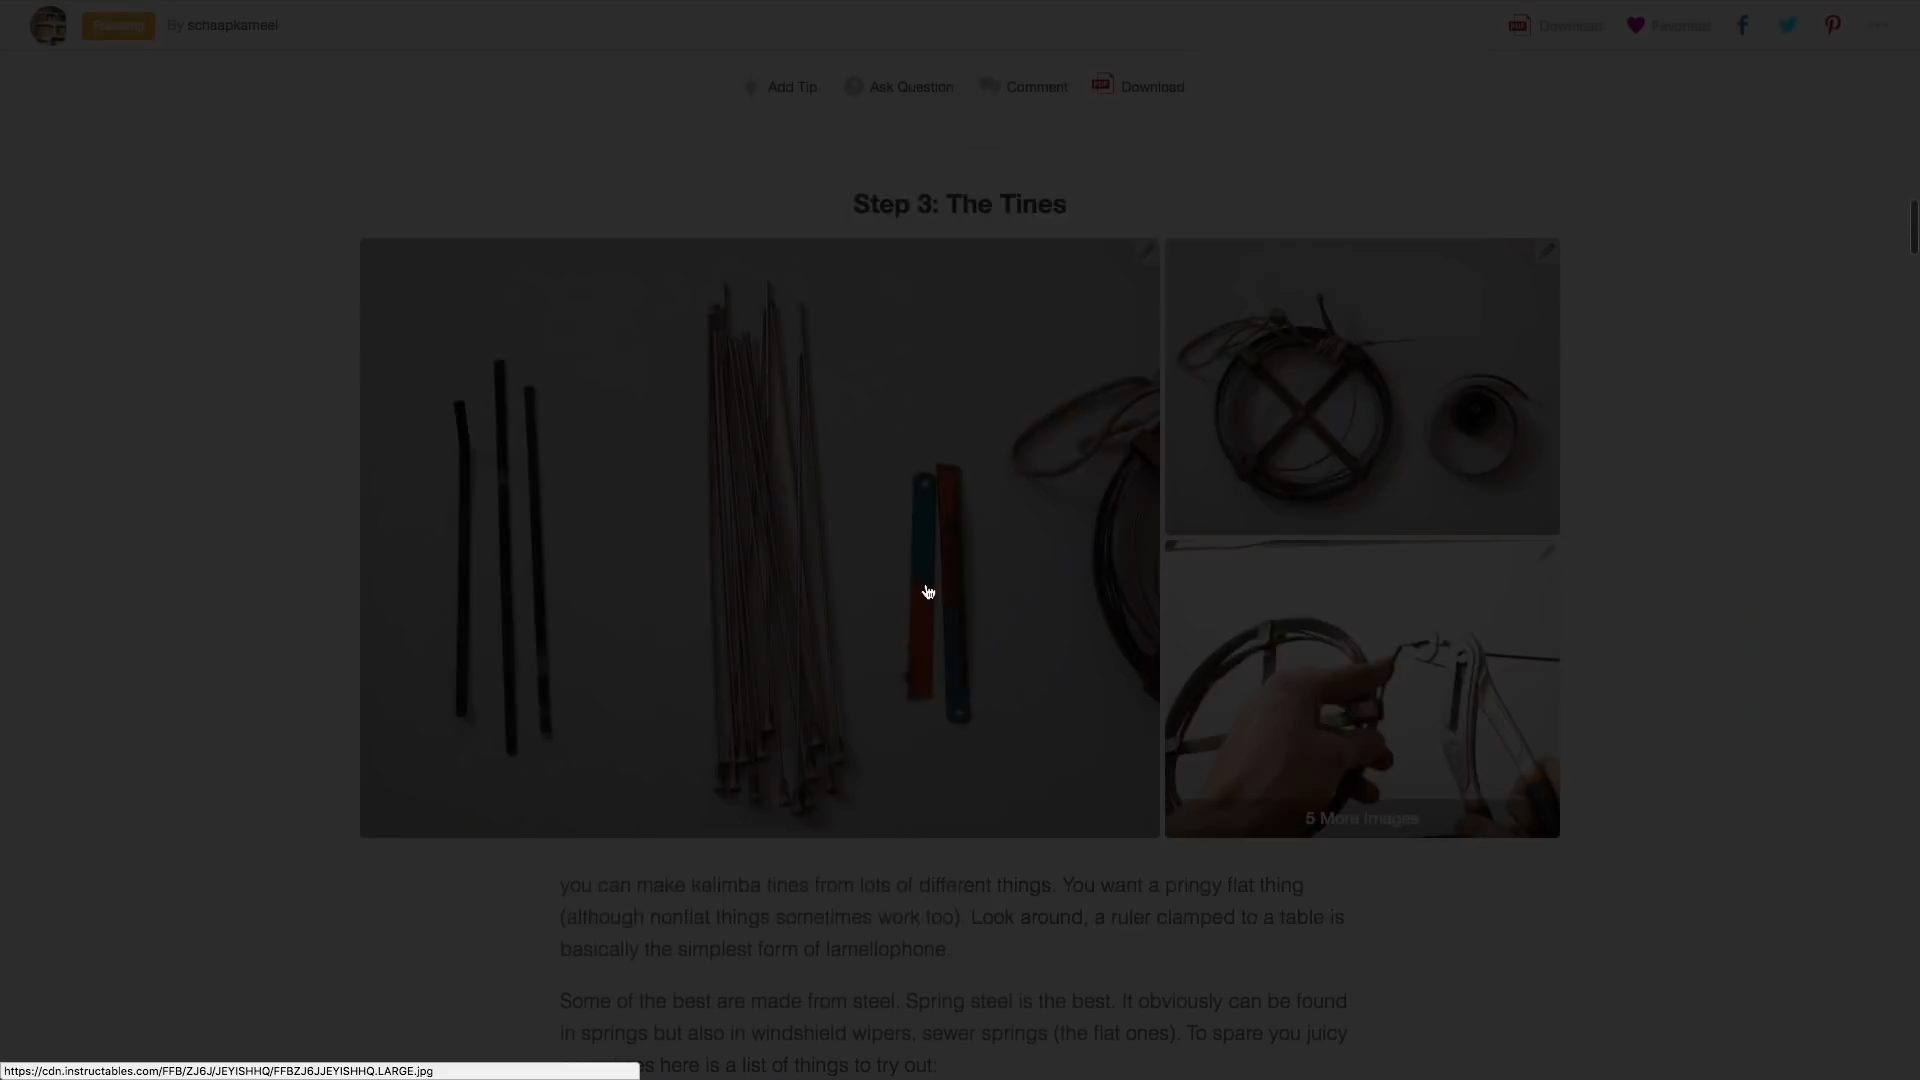 Following
By schaapkameel
Download
Favorited
Add Tip
Ask Question
Comment
PDF
Download
Step 3: The Tines
5 More Images
you can make kalimba tines from lots of different things. You want a pringy flat thing
(although nonflat things sometimes work too). Look around, a ruler clamped to a table is
basically the simplest form of lamellophone.
Some of the best are made from steel. Spring steel is the best. It obviously can be found
in springs but also in windshield wipers, sewer springs (the flat ones). To spare you juicy
here is a list of things to try out:
https://cdn.instructables.com/FFB/ZJ6J/JEYISHHQ/FFBZJ6JJEYISHHQ.LARGE.jpg